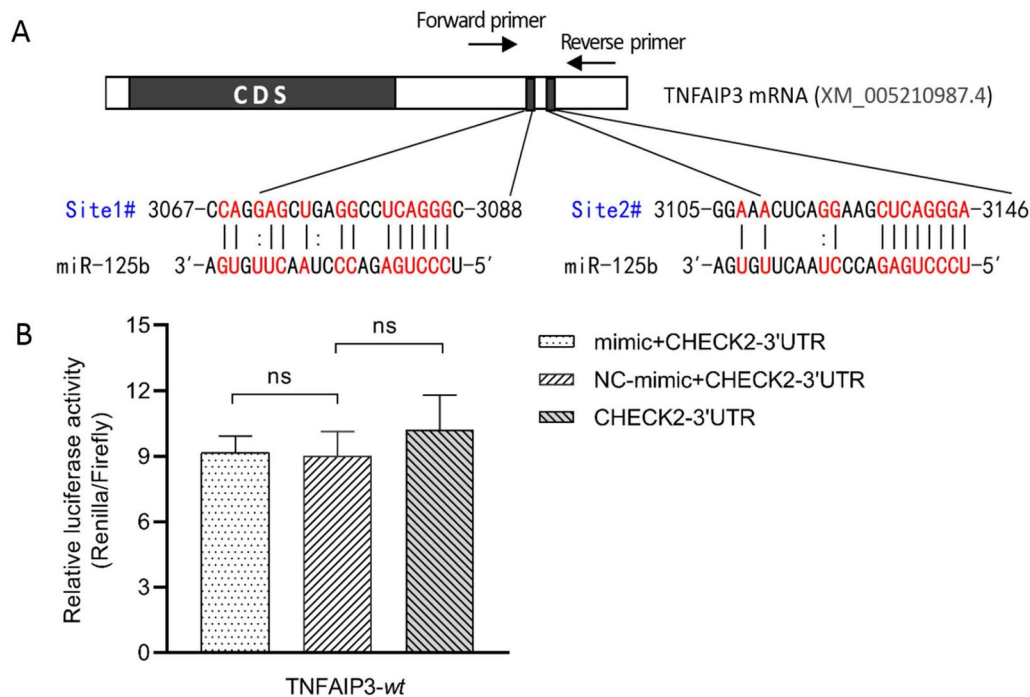 A
Forward primer
Reverse primer
CDS
TNFAIP3 mRNA (XM_005210987.4)
Site1# 3067-CCAGGAGCUGAGGCCUCAGGGC-3088
miR-125b 3'-AGUGUUCAAUCCCAGAGUCCCU-5'
Site2# 3105-GGAAACUCAGGAAGCUCAGGGA-3146
miR-125b 3'-AGUGUUCAAUCCCAGAGUCCCU-5'
B
Relative luciferase activity
(Renilla/Firefly)
15
12
9
6
3
0
ns
ns
TNFAIP3-wt
mimic+CHECK2-3'UTR
NC-mimic+CHECK2-3'UTR
CHECK2-3'UTR